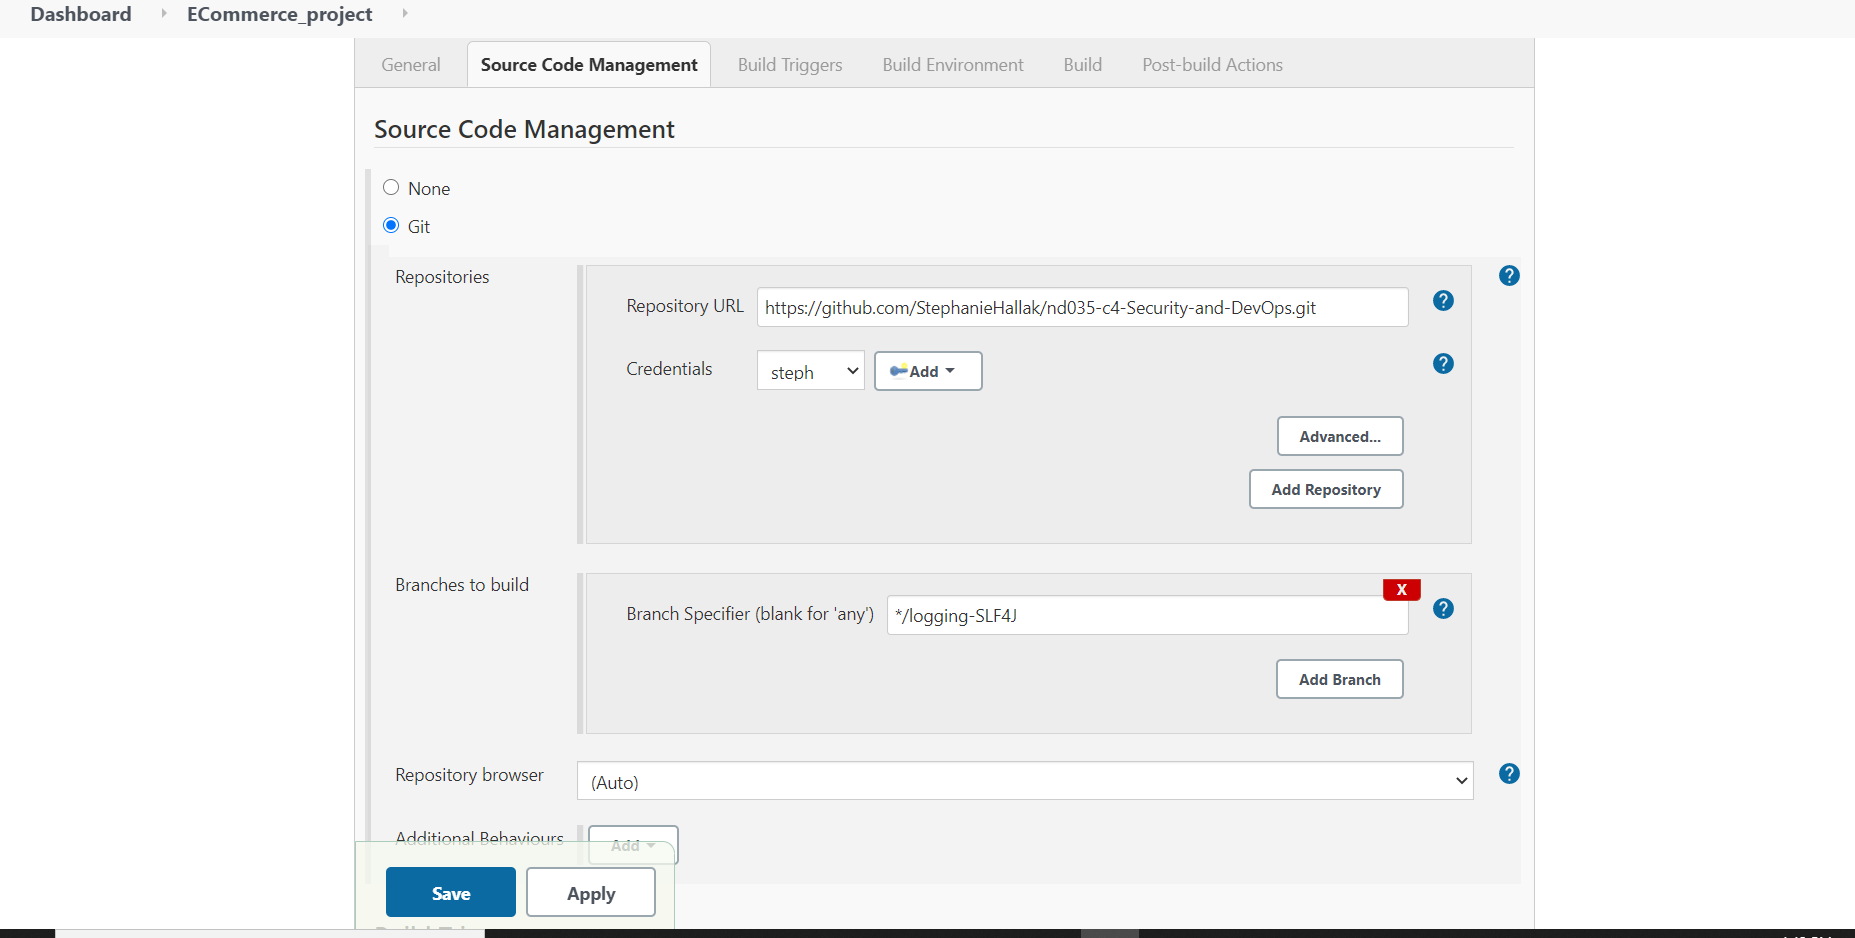 Dashboard ECommerce_project
General Source Code Management Build Triggers Build Environment Build Post-build Actions
Source Code Management
None
Git
Repositories
?
Repository URL https://github.com/StephanieHallak/nd035-c4-Security-and-DevOps.git ?
Credentials steph Add ?
Advanced...
Add Repository
Branches to build
X
Branch Specifier (blank for 'any') */logging-SLF4J ?
Add Branch
Repository browser (Auto) ?
Additional Behaviours Add
Save Apply